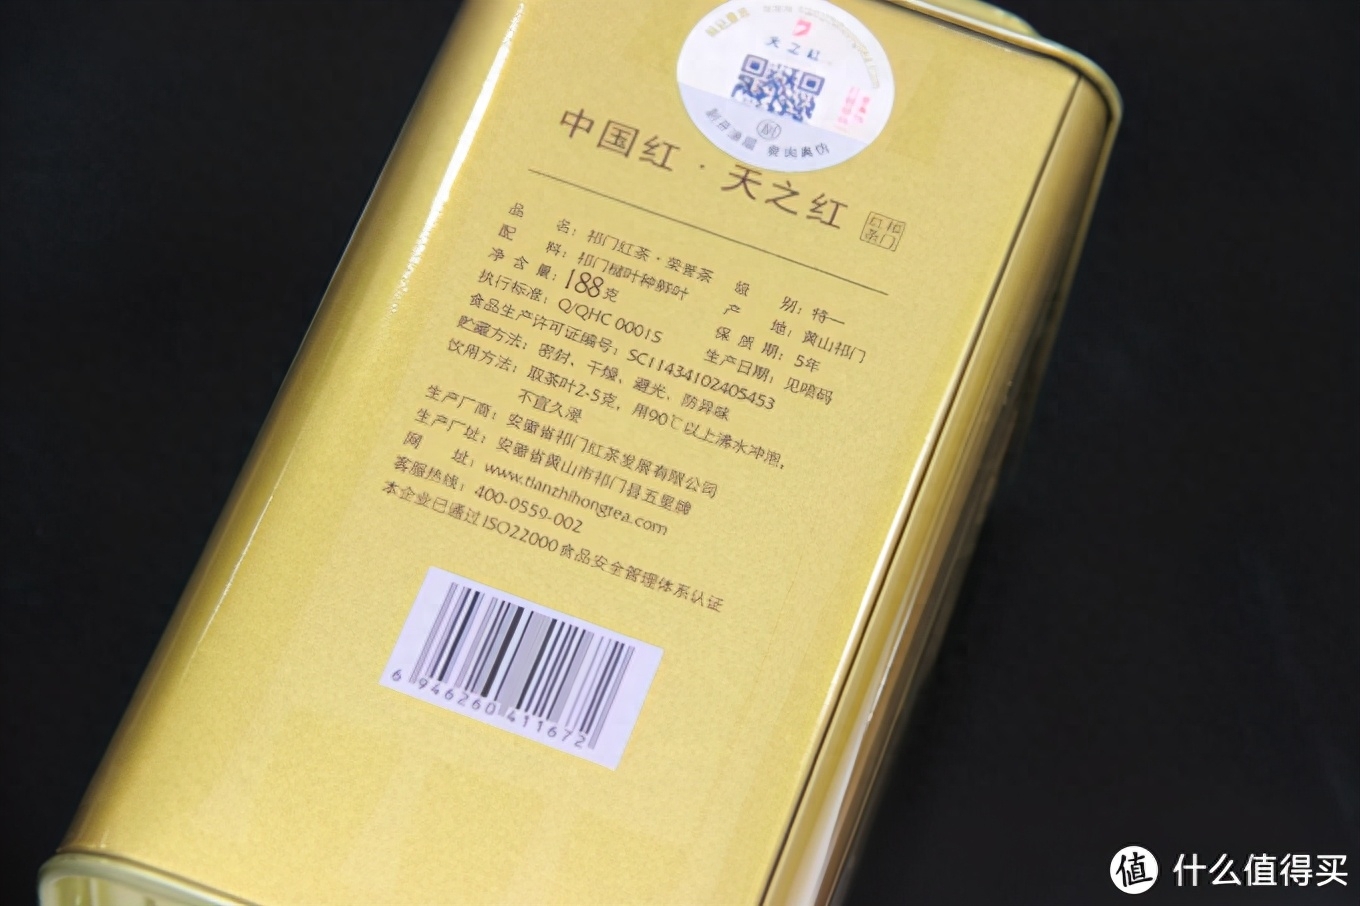 天之红
中国红·天之红
祁门红茶
品 名：祁门红茶·荣誉茶 级 别：特一
配 料：祁门槠叶种鲜叶 产 地：黄山祁门
净含量：188克 保质期：5年
执行标准：Q/QHC 0001S 生产日期：见喷码
食品生产许可证编号：SC11434102405453
贮藏方法：密封、干燥、避光、防异味
饮用方法：取茶叶2-5克，用90℃以上沸水冲泡，
不宜久浸
生产厂商：安徽省祁门红茶发展有限公司
生产厂址：安徽省黄山市祁门县五里牌
网 址：www.tianzhihongtea.com
客服热线：400-0559-002
本企业已通过ISO22000食品安全管理体系认证
6 946260 411672
值 什么值得买